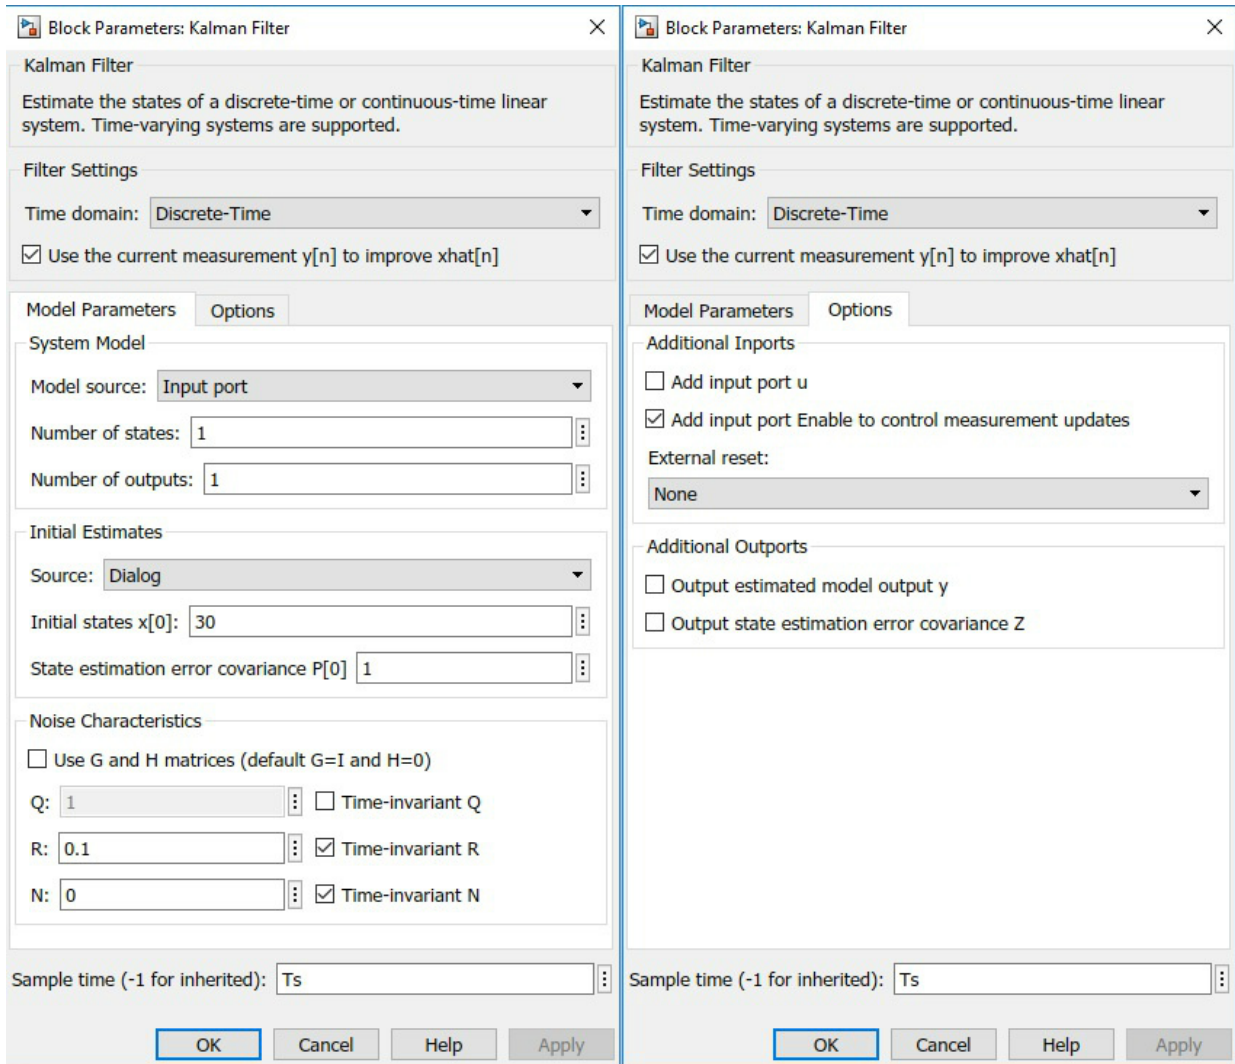 Block Parameters: Kalman Filter
Kalman Filter
Estimate the states of a discrete-time or continuous-time linear
system. Time-varying systems are supported.
Filter Settings
Time domain: Discrete-Time
Use the current measurement y[n] to improve xhat[n]
Model Parameters Options
System Model
Model source: Input port
Number of states: 1
Number of outputs: 1
Initial Estimates
Source: Dialog
Initial states x[0]: 30
State estimation error covariance P[0] 1
Noise Characteristics
Use G and H matrices (default G=I and H=0)
Q: 1 Time-invariant Q
R: 0.1 Time-invariant R
N: 0 Time-invariant N
Sample time (-1 for inherited): Ts
OK Cancel Help Apply
Block Parameters: Kalman Filter
Kalman Filter
Estimate the states of a discrete-time or continuous-time linear
system. Time-varying systems are supported.
Filter Settings
Time domain: Discrete-Time
Use the current measurement y[n] to improve xhat[n]
Model Parameters Options
Additional Inports
Add input port u
Add input port Enable to control measurement updates
External reset:
None
Additional Outports
Output estimated model output y
Output state estimation error covariance Z
Sample time (-1 for inherited): Ts
OK Cancel Help Apply